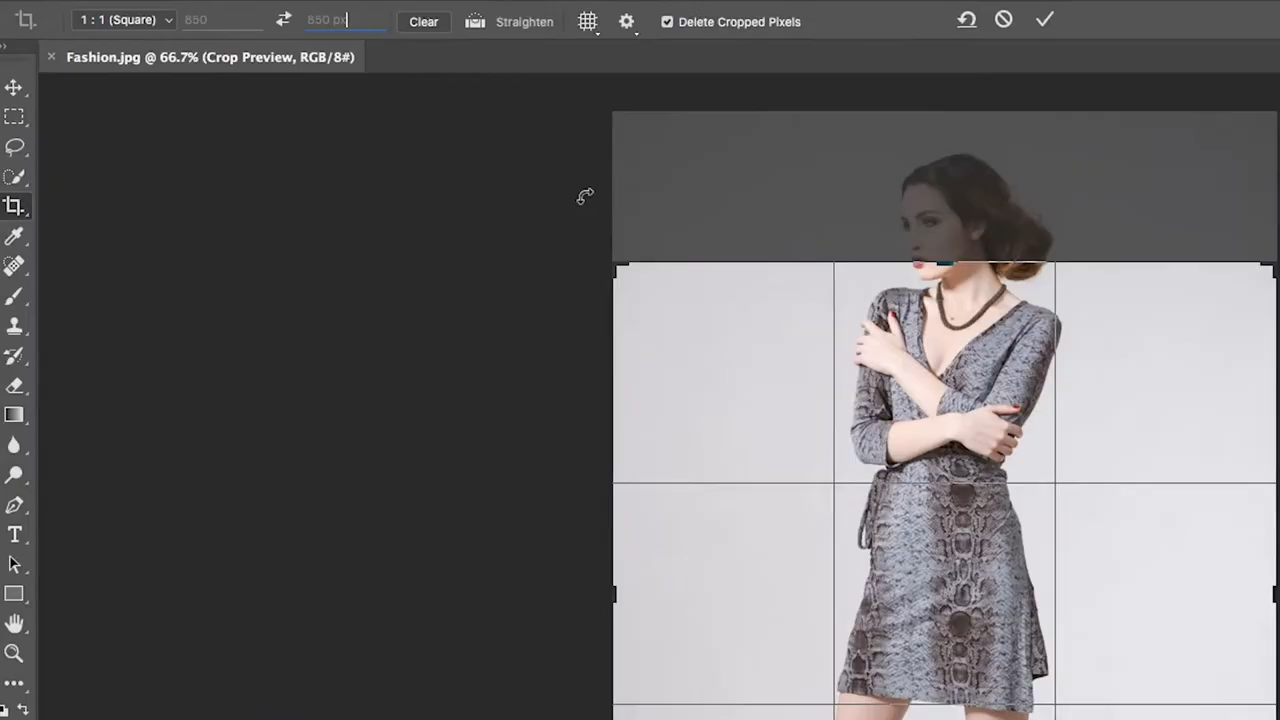 1 : 1 (Square) 850 850 px Clear Straighten Delete Cropped Pixels
Fashion.jpg @ 66.7% (Crop Preview, RGB/8#)